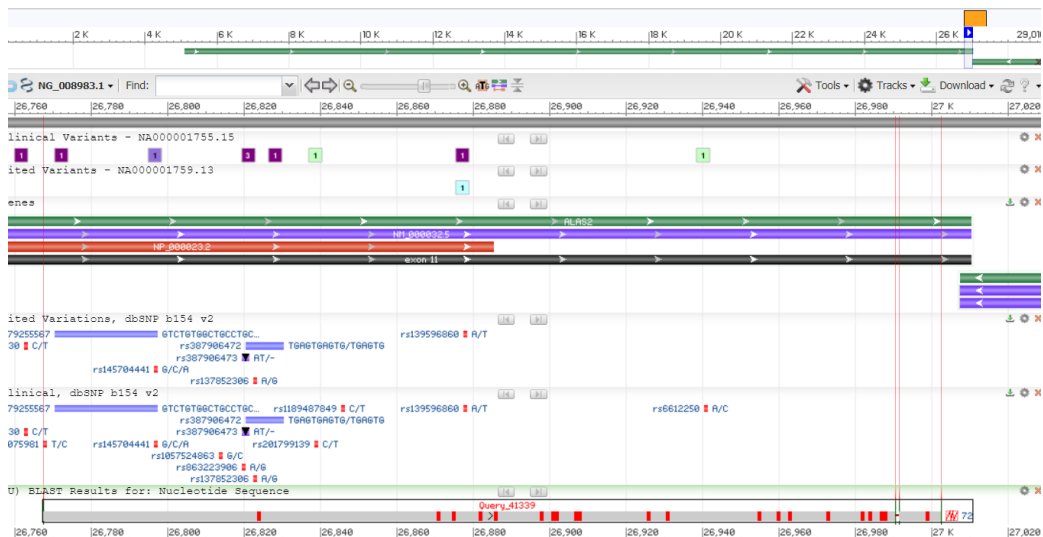 2 K 4 K 6 K 8 K 10 K 12 K 14 K 16 K 18 K 20 K 22 K 24 K 26 K 29,01
NG_008983.1 Find: Tools Tracks Download ?
26,760 26,780 26,800 26,820 26,840 26,860 26,880 26,900 26,920 26,940 26,960 26,980 27 K 27,020
linical Variants - NA000001755.15
1 1 1 3 1 1 1 1
ited Variants - NA000001759.13
1
enes
ALAS2
NM_000032.5
NP_000023.2
exon 11
ited Variations, dbSNP b154 v2
79255567 GTCTGTGGCTGCCTGC… rs139596860 A/T
30 C/T rs387906472 TGAGTGAGTG/TGAGTG
rs387906473 AT/-
rs145704441 G/C/A
rs137852306 A/G
linical, dbSNP b154 v2
79255567 GTCTGTGGCTGCCTGC… rs1189487849 C/T rs139596860 A/T rs6612250 A/C
rs387906472 TGAGTGAGTG/TGAGTG
30 C/T rs387906473 AT/-
075981 T/C rs145704441 G/C/A rs201799139 C/T
rs1057524863 G/C
rs863223906 A/G
rs137852306 A/G
U) BLAST Results for: Nucleotide Sequence
Query_41339
72
26,760 26,780 26,800 26,820 26,840 26,860 26,880 26,900 26,920 26,940 26,960 26,980 27 K 27,020